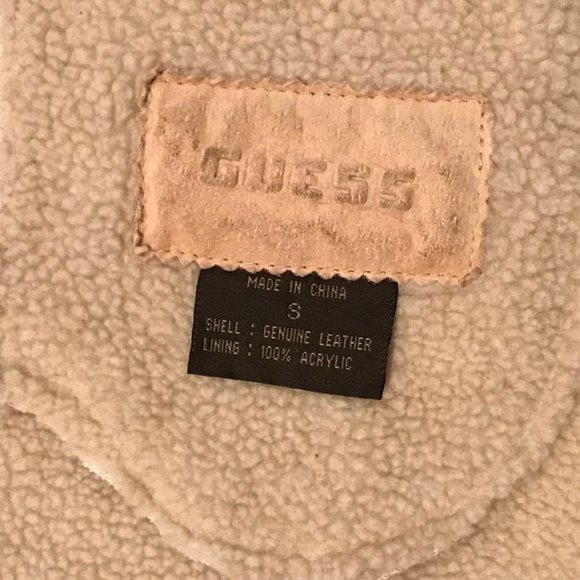 GUESS
MADE IN CHINA
S
SHELL : GENUINE LEATHER
LINING : 100% ACRYLIC